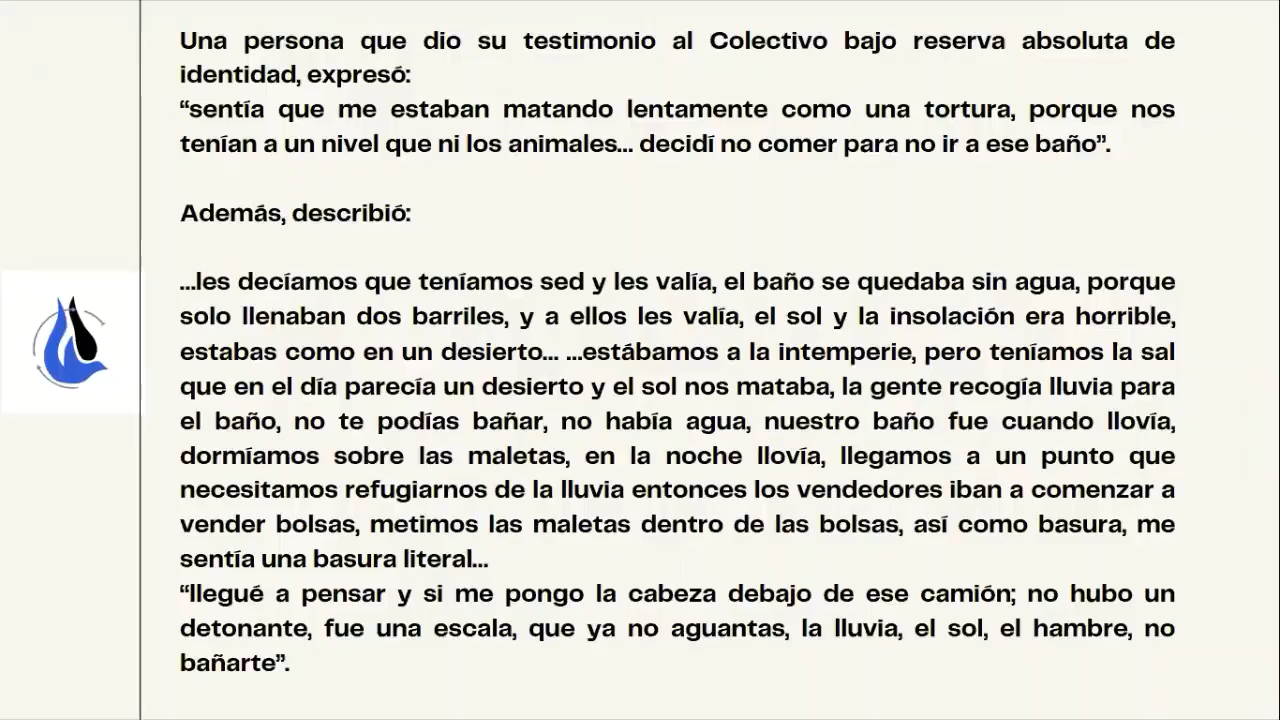 Una persona que dio su testimonio al Colectivo bajo reserva absoluta de
identidad, expresó:
“sentía que me estaban matando lentamente como una tortura, porque nos
tenían a un nivel que ni los animales... decidí no comer para no ir a ese baño”.
Además, describió:
...les decíamos que teníamos sed y les valía, el baño se quedaba sin agua, porque
solo llenaban dos barriles, y a ellos les valía, el sol y la insolación era horrible,
estabas como en un desierto... ...estábamos a la intemperie, pero teníamos la sal
que en el día parecía un desierto y el sol nos mataba, la gente recogía lluvia para
el baño, no te podías bañar, no había agua, nuestro baño fue cuando llovía,
dormíamos sobre las maletas, en la noche llovía, llegamos a un punto que
necesitamos refugiarnos de la lluvia entonces los vendedores iban a comenzar a
vender bolsas, metimos las maletas dentro de las bolsas, así como basura, me
sentía una basura literal...
“llegué a pensar y si me pongo la cabeza debajo de ese camión; no hubo un
detonante, fue una escala, que ya no aguantas, la lluvia, el sol, el hambre, no
bañarte”.